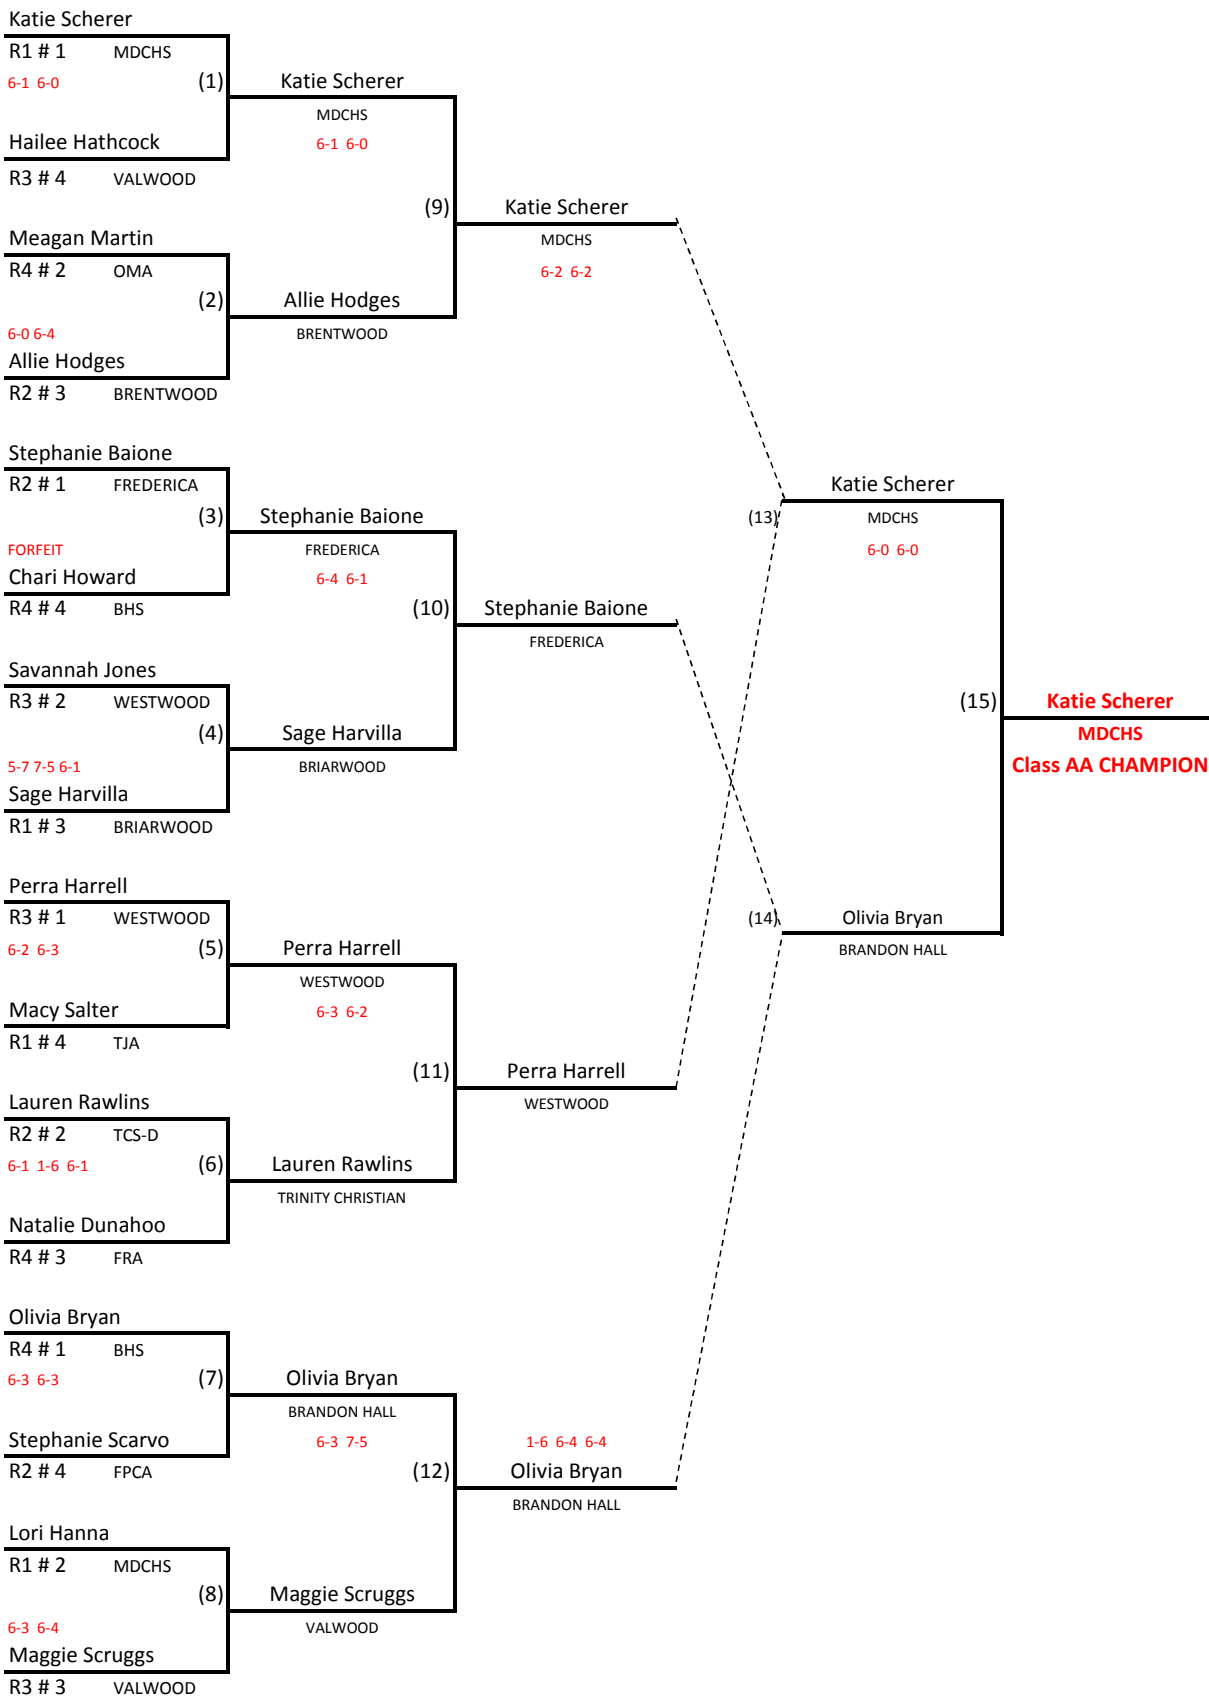 Katie Scherer
R1 # 1 MDCHS
6-1 6-0 (1)
Hailee Hathcock
R3 # 4 VALWOOD
Meagan Martin
R4 # 2 OMA
(2)
6-0 6-4
Allie Hodges
R2 # 3 BRENTWOOD
Stephanie Baione
R2 # 1 FREDERICA
(3)
FORFEIT
Chari Howard
R4 # 4 BHS
Savannah Jones
R3 # 2 WESTWOOD
(4)
5-7 7-5 6-1
Sage Harvilla
R1 # 3 BRIARWOOD
Perra Harrell
R3 # 1 WESTWOOD
6-2 6-3 (5)
Macy Salter
R1 # 4 TJA
Lauren Rawlins
R2 # 2 TCS-D
6-1 1-6 6-1 (6)
Natalie Dunahoo
R4 # 3 FRA
Olivia Bryan
R4 # 1 BHS
6-3 6-3 (7)
Stephanie Scarvo
R2 # 4 FPCA
Lori Hanna
R1 # 2 MDCHS
(8)
6-3 6-4
Maggie Scruggs
R3 # 3 VALWOOD
Katie Scherer
MDCHS
6-1 6-0
(9)
Allie Hodges
BRENTWOOD
Stephanie Baione
FREDERICA
6-4 6-1
(10)
Sage Harvilla
BRIARWOOD
Perra Harrell
WESTWOOD
6-3 6-2
(11)
Lauren Rawlins
TRINITY CHRISTIAN
Olivia Bryan
BRANDON HALL
6-3 7-5
(12)
Maggie Scruggs
VALWOOD
Katie Scherer
MDCHS
6-2 6-2
Stephanie Baione
FREDERICA
Perra Harrell
WESTWOOD
1-6 6-4 6-4
Olivia Bryan
BRANDON HALL
Katie Scherer
(13) MDCHS
6-0 6-0
(14) Olivia Bryan
BRANDON HALL
(15) Katie Scherer
MDCHS
Class AA CHAMPION